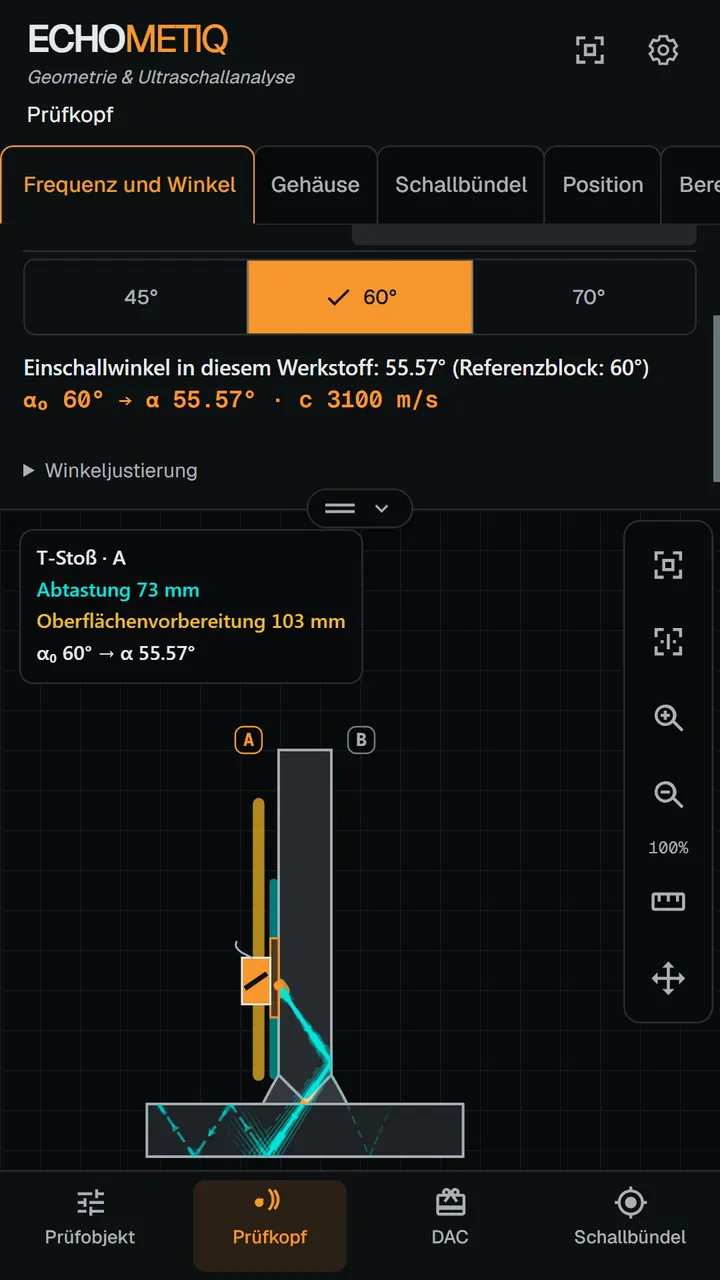 ECHOMETIQ
Geometrie & Ultraschallanalyse
Prüfkopf
Frequenz und Winkel
Gehäuse
Schallbündel
Position
Bere
45°
60°
70°
Einschallwinkel in diesem Werkstoff: 55.57° (Referenzblock: 60°)
α₀ 60° → α 55.57° · c 3100 m/s
Winkeljustierung
T-Stoß · A
Abtastung 73 mm
Oberflächenvorbereitung 103 mm
α₀ 60° → α 55.57°
A
B
100%
Prüfobjekt
Prüfkopf
DAC
Schallbündel